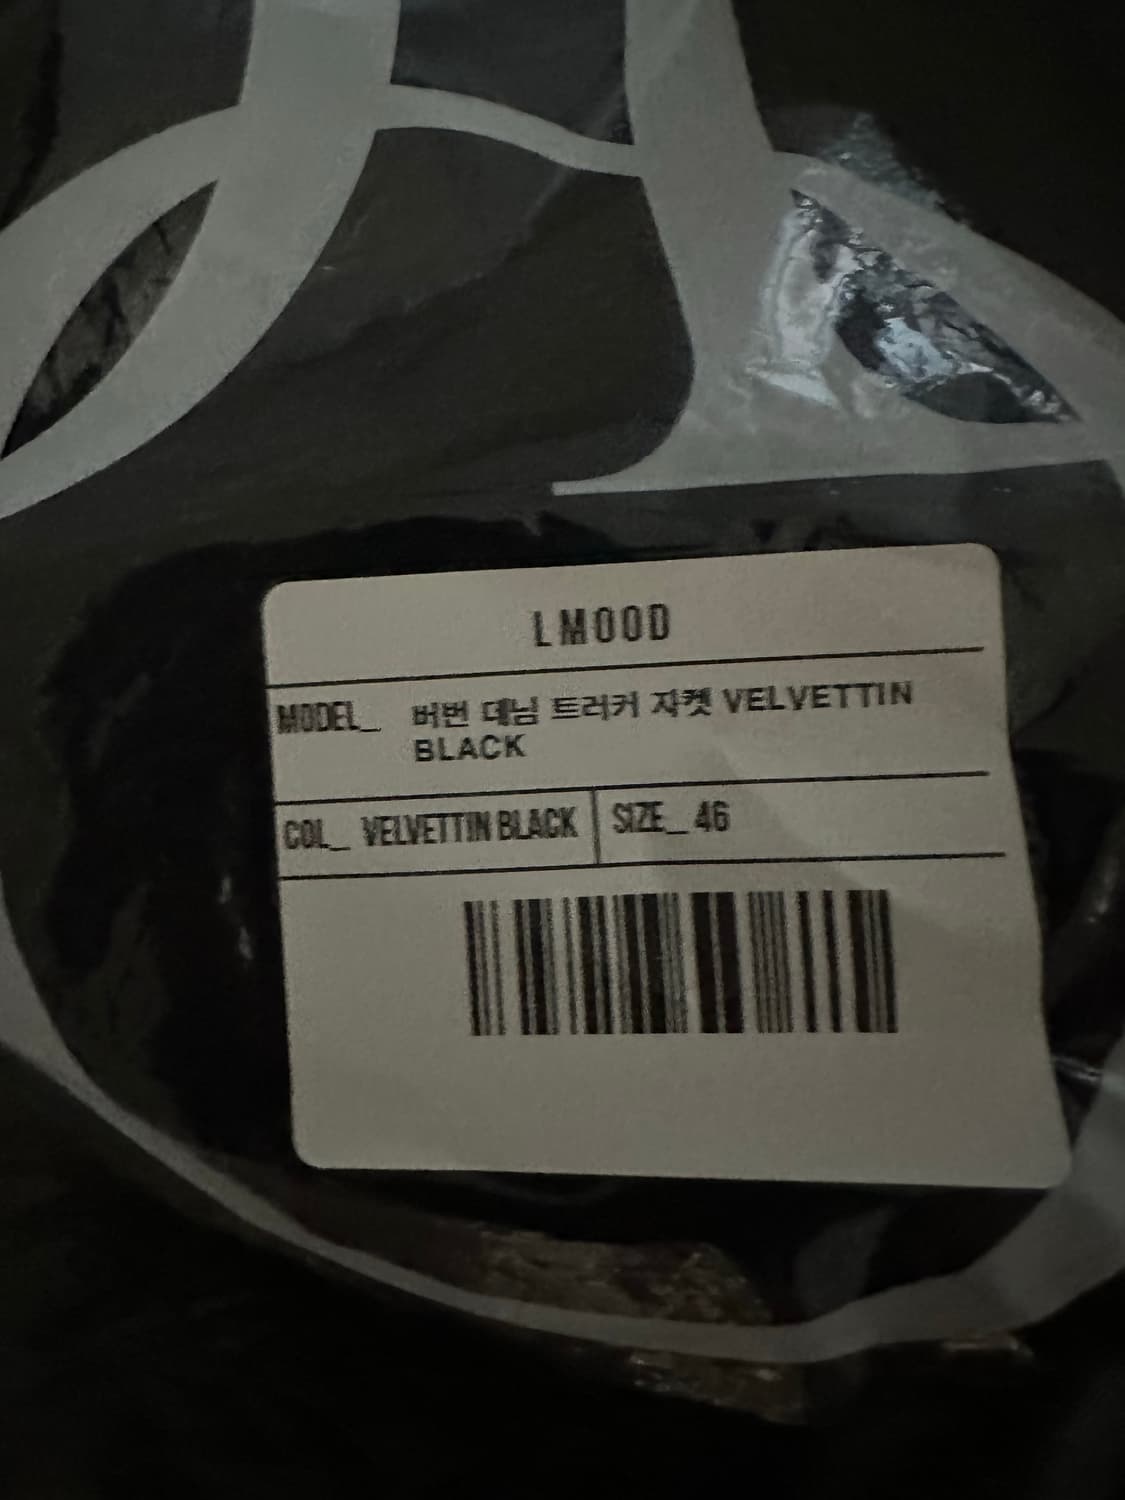 LMOOD
MODEL_ 버번 데님 트러커 자켓 VELVETTIN
BLACK
COL_ VELVETTIN BLACK SIZE_ 46